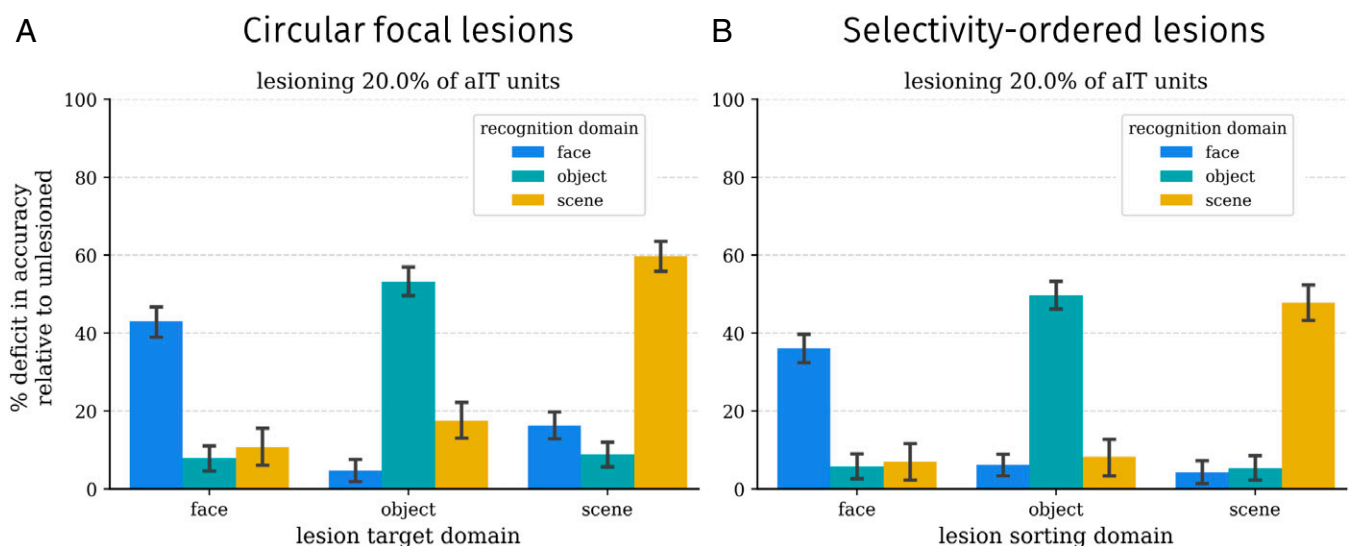 A Circular focal lesions
lesioning 20.0% of aIT units
100
80
60
40
20
0
% deficit in accuracy
relative to unlesioned
recognition domain
face
object
scene
face object scene
lesion target domain
B Selectivity-ordered lesions
lesioning 20.0% of aIT units
100
80
60
40
20
0
recognition domain
face
object
scene
face object scene
lesion sorting domain